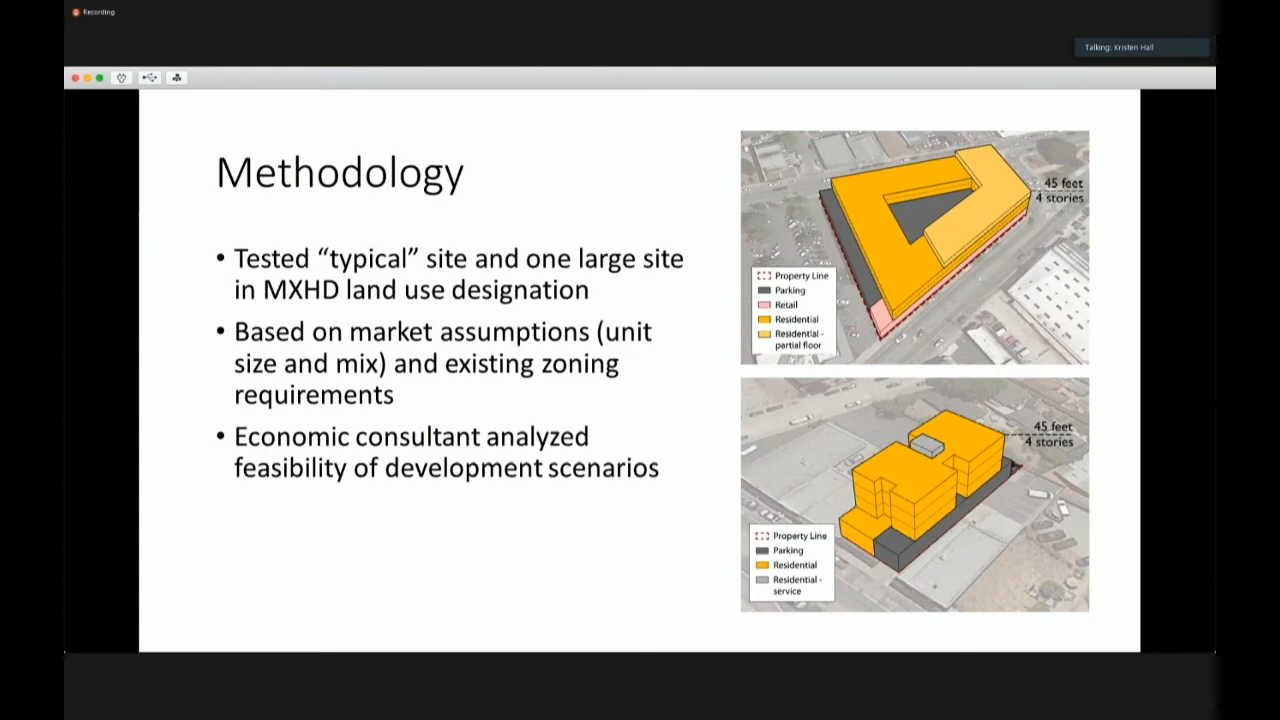 Recording
Talking: Kristen Hall
Methodology
• Tested “typical” site and one large site
in MXHD land use designation
• Based on market assumptions (unit
size and mix) and existing zoning
requirements
• Economic consultant analyzed
feasibility of development scenarios
45 feet
4 stories
Property Line
Parking
Retail
Residential
Residential -
partial floor
45 feet
4 stories
Property Line
Parking
Residential
Residential -
service